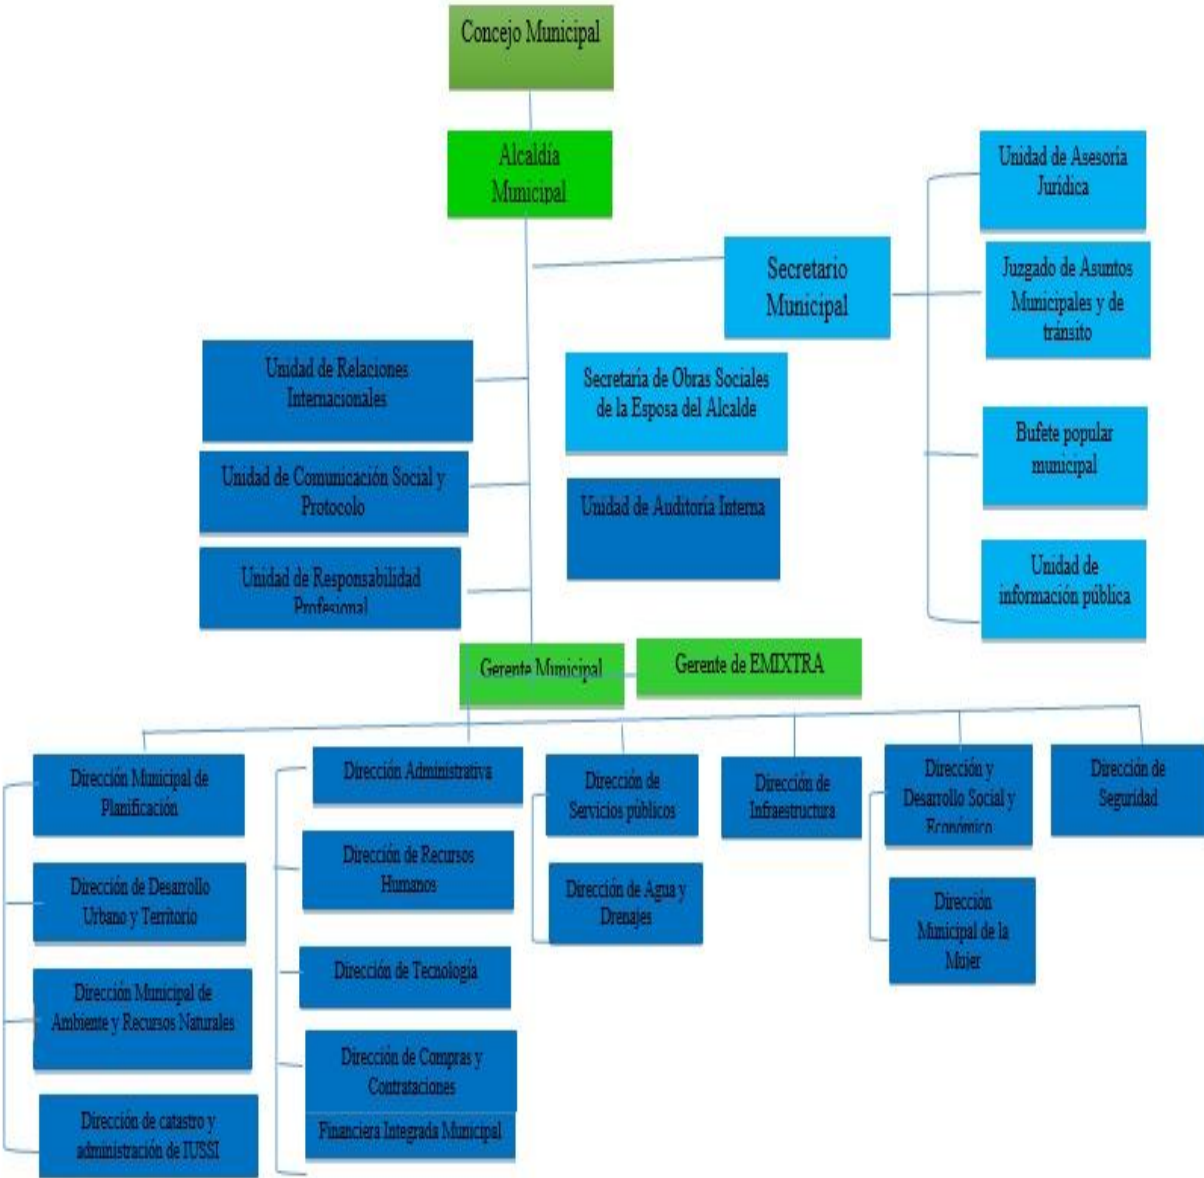 Concejo Municipal
Alcaldía
Municipal
Unidad de Asesoría
Jurídica
Secretario
Municipal
Juzgado de Asuntos
Municipales y de
tránsito
Unidad de Relaciones
Internacionales
Secretaría de Obras Sociales
de la Esposa del Alcalde
Bufete popular
municipal
Unidad de Comunicación Social y
Protocolo
Unidad de Auditoría Interna
Unidad de Responsabilidad
Profesional
Unidad de
información pública
Gerente Municipal
Gerente de EMIXTRA
Dirección Municipal de
Planificación
Dirección Administrativa
Dirección de
Servicios públicos
Dirección de
Infraestructura
Dirección y
Desarrollo Social y
Económico
Dirección de
Seguridad
Dirección de Desarrollo
Urbano y Territorio
Dirección de Recursos
Humanos
Dirección de Agua y
Drenajes
Dirección
Municipal de la
Mujer
Dirección Municipal de
Ambiente y Recursos Naturales
Dirección de Tecnología
Dirección de Compras y
Contrataciones
Dirección de catastro y
administración de IUSSI
Financiera Integrada Municipal